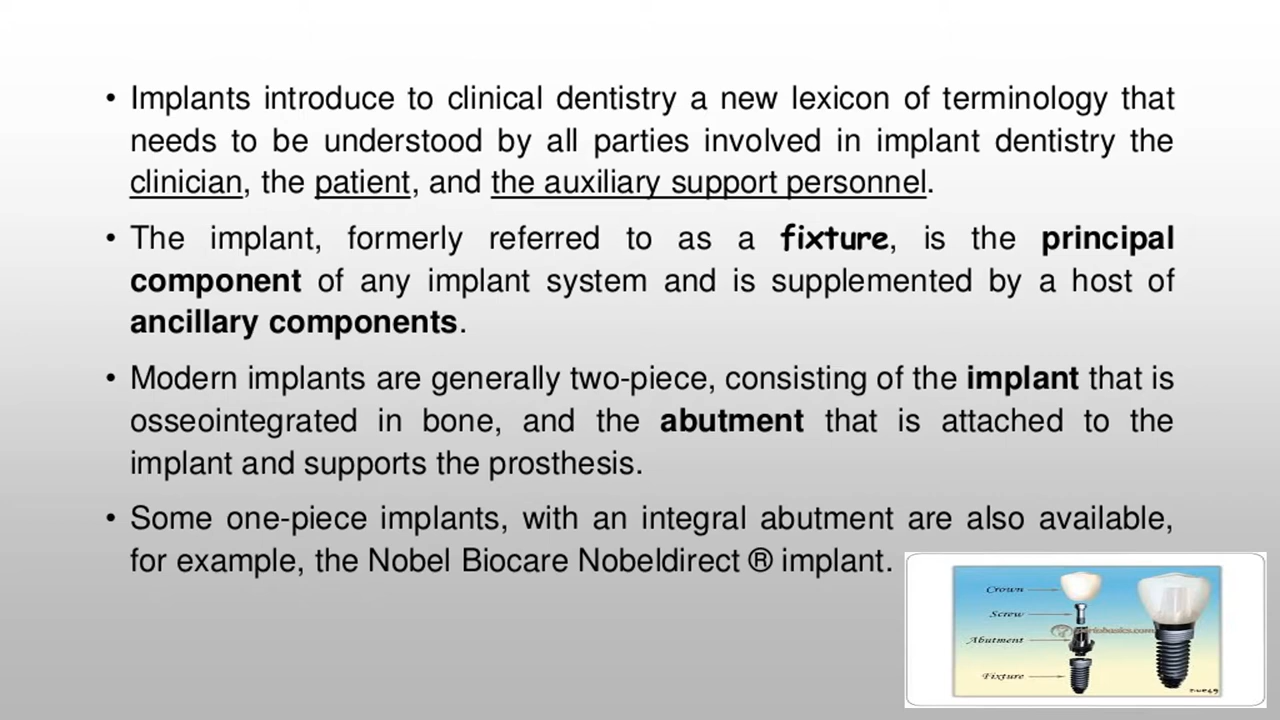 • Implants introduce to clinical dentistry a new lexicon of terminology that
needs to be understood by all parties involved in implant dentistry the
clinician, the patient, and the auxiliary support personnel.
• The implant, formerly referred to as a fixture, is the principal
component of any implant system and is supplemented by a host of
ancillary components.
• Modern implants are generally two-piece, consisting of the implant that is
osseointegrated in bone, and the abutment that is attached to the
implant and supports the prosthesis.
• Some one-piece implants, with an integral abutment are also available,
for example, the Nobel Biocare Nobeldirect ® implant.
Crown
Screw
Abutment
Fixture